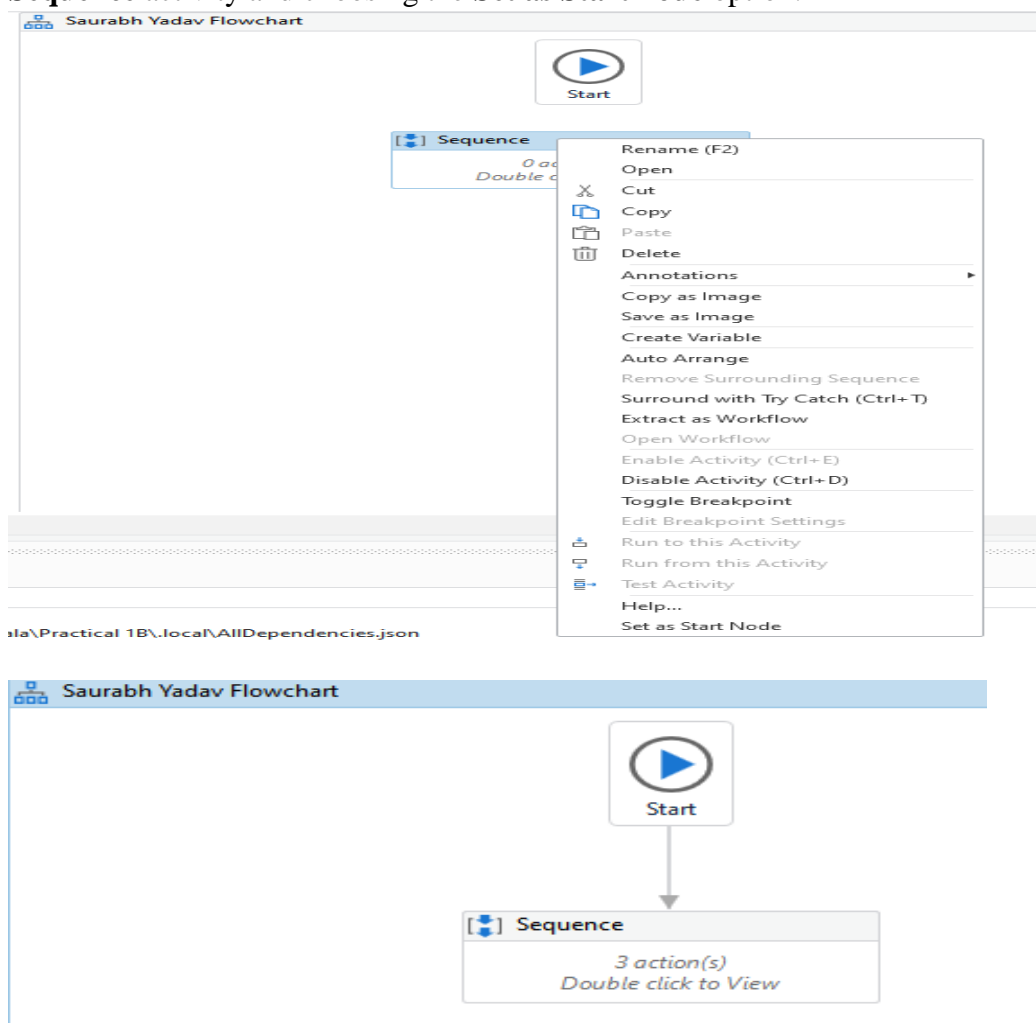 Saurabh Yadav Flowchart
Start
Sequence
0 ac
Double c
Rename (F2)
Open
Cut
Copy
Paste
Delete
Annotations
Copy as Image
Save as Image
Create Variable
Auto Arrange
Remove Surrounding Sequence
Surround with Try Catch (Ctrl+T)
Extract as Workflow
Open Workflow
Enable Activity (Ctrl+E)
Disable Activity (Ctrl+D)
Toggle Breakpoint
Edit Breakpoint Settings
Run to this Activity
Run from this Activity
Test Activity
Help...
Set as Start Node
ala\Practical 1B\.local\AllDependencies.json
Saurabh Yadav Flowchart
Start
Sequence
3 action(s)
Double click to View